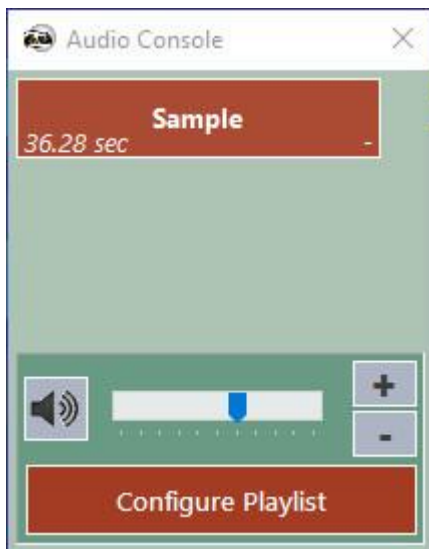 Audio Console
Sample
36.28 sec -
+
-
Configure Playlist